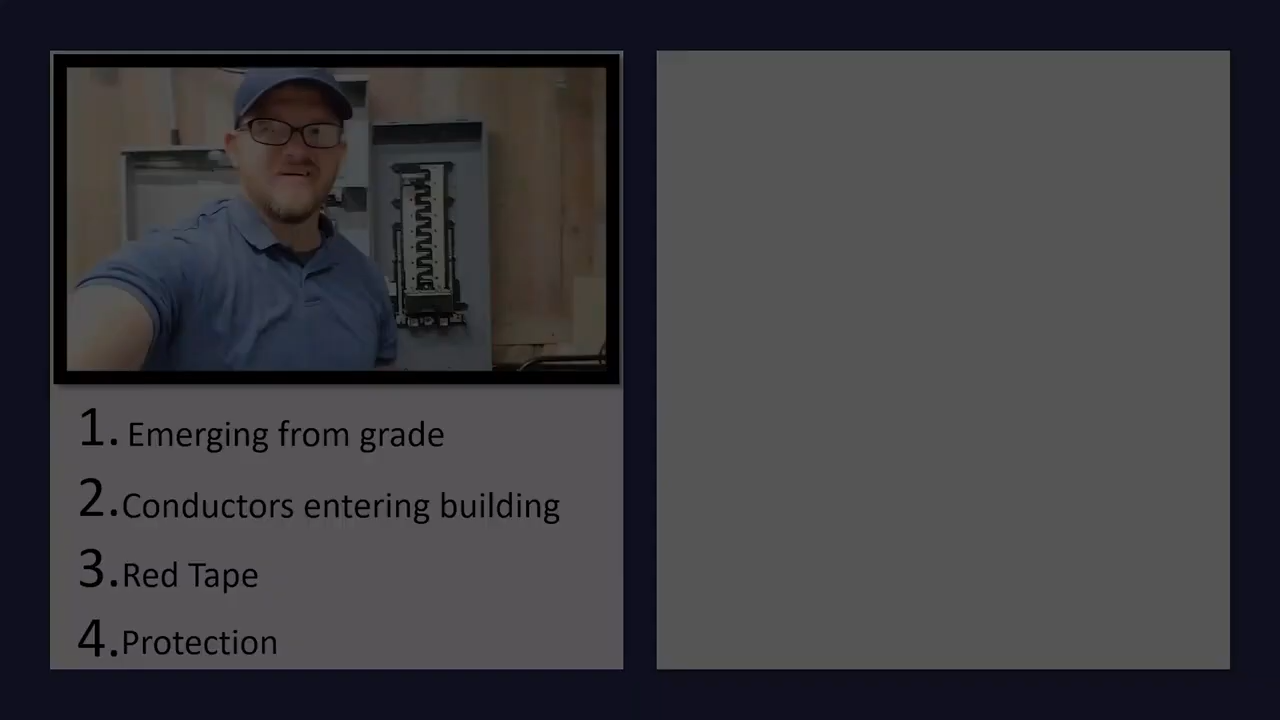 1. Emerging from grade
2. Conductors entering building
3. Red Tape
4. Protection